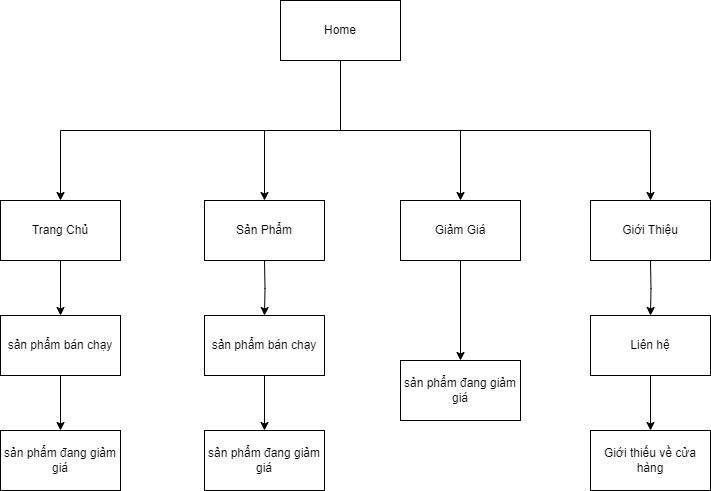 Home
Trang Chủ
Sản Phẩm
Giảm Giá
Giới Thiệu
sản phẩm bán chạy
sản phẩm bán chạy
Liên hệ
sản phẩm đang giảm
giá
sản phẩm đang giảm
giá
sản phẩm đang giảm
giá
Giới thiếu về cửa
hàng